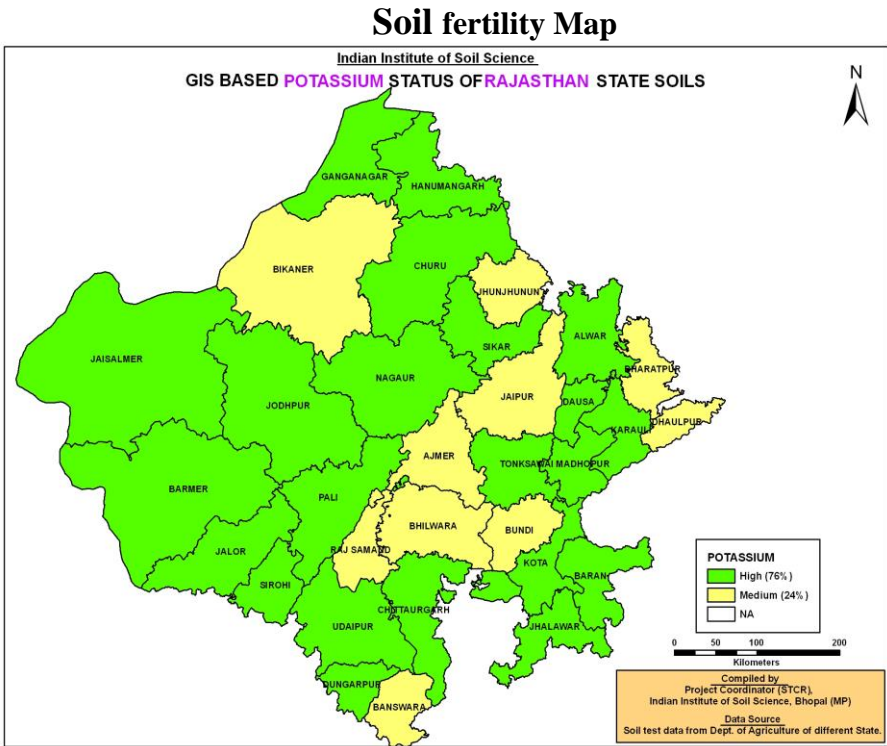 Soil fertility Map
Indian Institute of Soil Science
GIS BASED POTASSIUM STATUS OF RAJASTHAN STATE SOILS
N
GANGANAGAR
HANUMANGARH
BIKANER
CHURU
JHUNJHUNUN
JAISALMER
SIKAR
ALWAR
BHARATPUR
NAGAUR
JODHPUR
JAIPUR
DAUSA
DHAULPUR
KARAULI
AJMER
TONK
SAWAI MADHOPUR
BARMER
PALI
BHILWARA
BUNDI
RAJ SAMAND
JALOR
SIROHI
KOTA
BARAN
CHITTAURGARH
UDAIPUR
JHALAWAR
DUNGARPUR
BANSWARA
POTASSIUM
High (76%)
Medium (24%)
NA
0 50 100 200
Kilometers
Compiled by
Project Coordinator (STCR),
Indian Institute of Soil Science, Bhopal (MP)
Data Source
Soil test data from Dept. of Agriculture of different State.